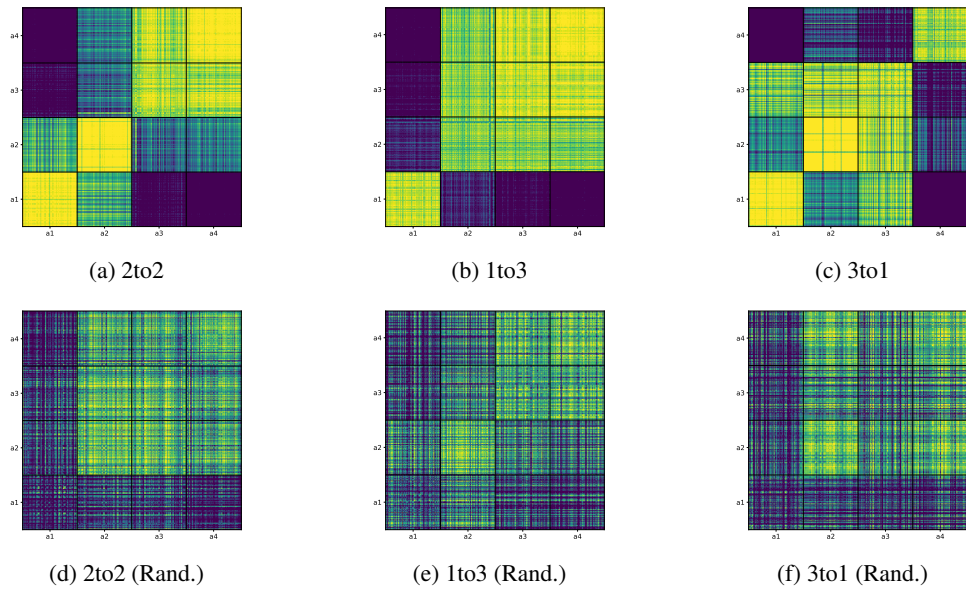 a4 a4 a4
a3 a3 a3
a2 a2 a2
a1 a1 a1
a1 a2 a3 a4 a1 a2 a3 a4 a1 a2 a3 a4
(a) 2to2 (b) 1to3 (c) 3to1
a4 a4 a4
a3 a3 a3
a2 a2 a2
a1 a1 a1
a1 a2 a3 a4 a1 a2 a3 a4 a1 a2 a3 a4
(d) 2to2 (Rand.) (e) 1to3 (Rand.) (f) 3to1 (Rand.)